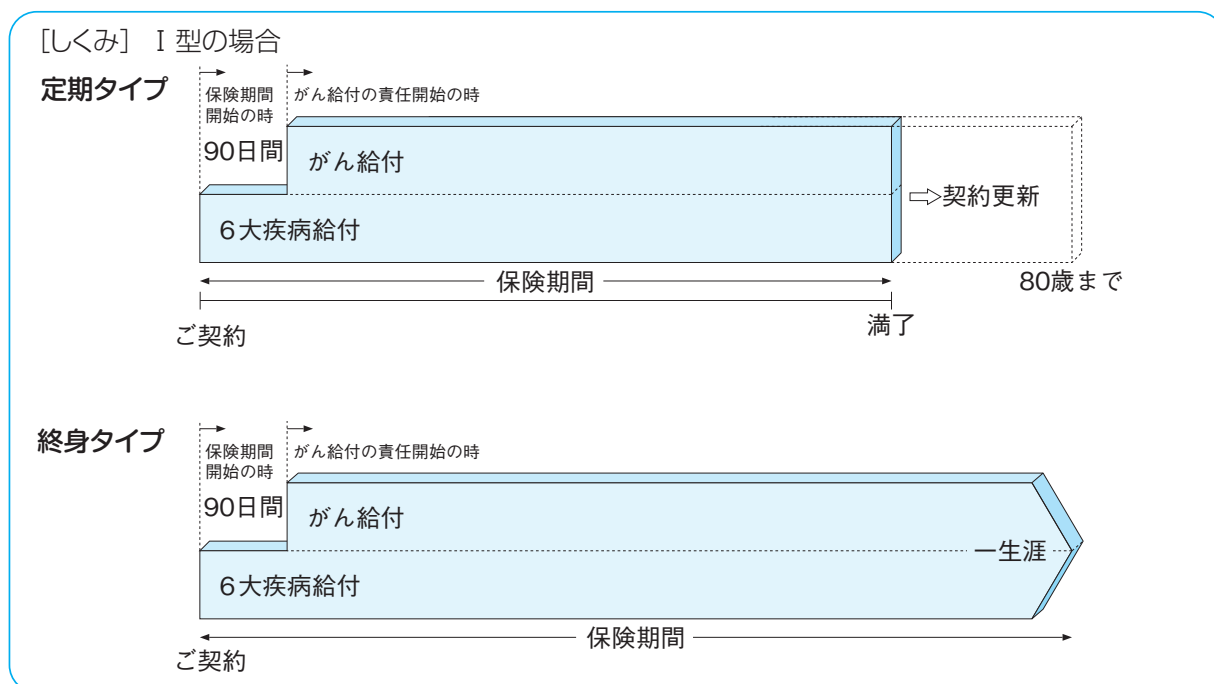 [しくみ] Ⅰ型の場合
定期タイプ
保険期間
開始の時
がん給付の責任開始の時
90日間
がん給付
6大疾病給付
⇨契約更新
保険期間
80歳まで
ご契約
満了
終身タイプ
保険期間
開始の時
がん給付の責任開始の時
90日間
がん給付
一生涯
6大疾病給付
保険期間
ご契約